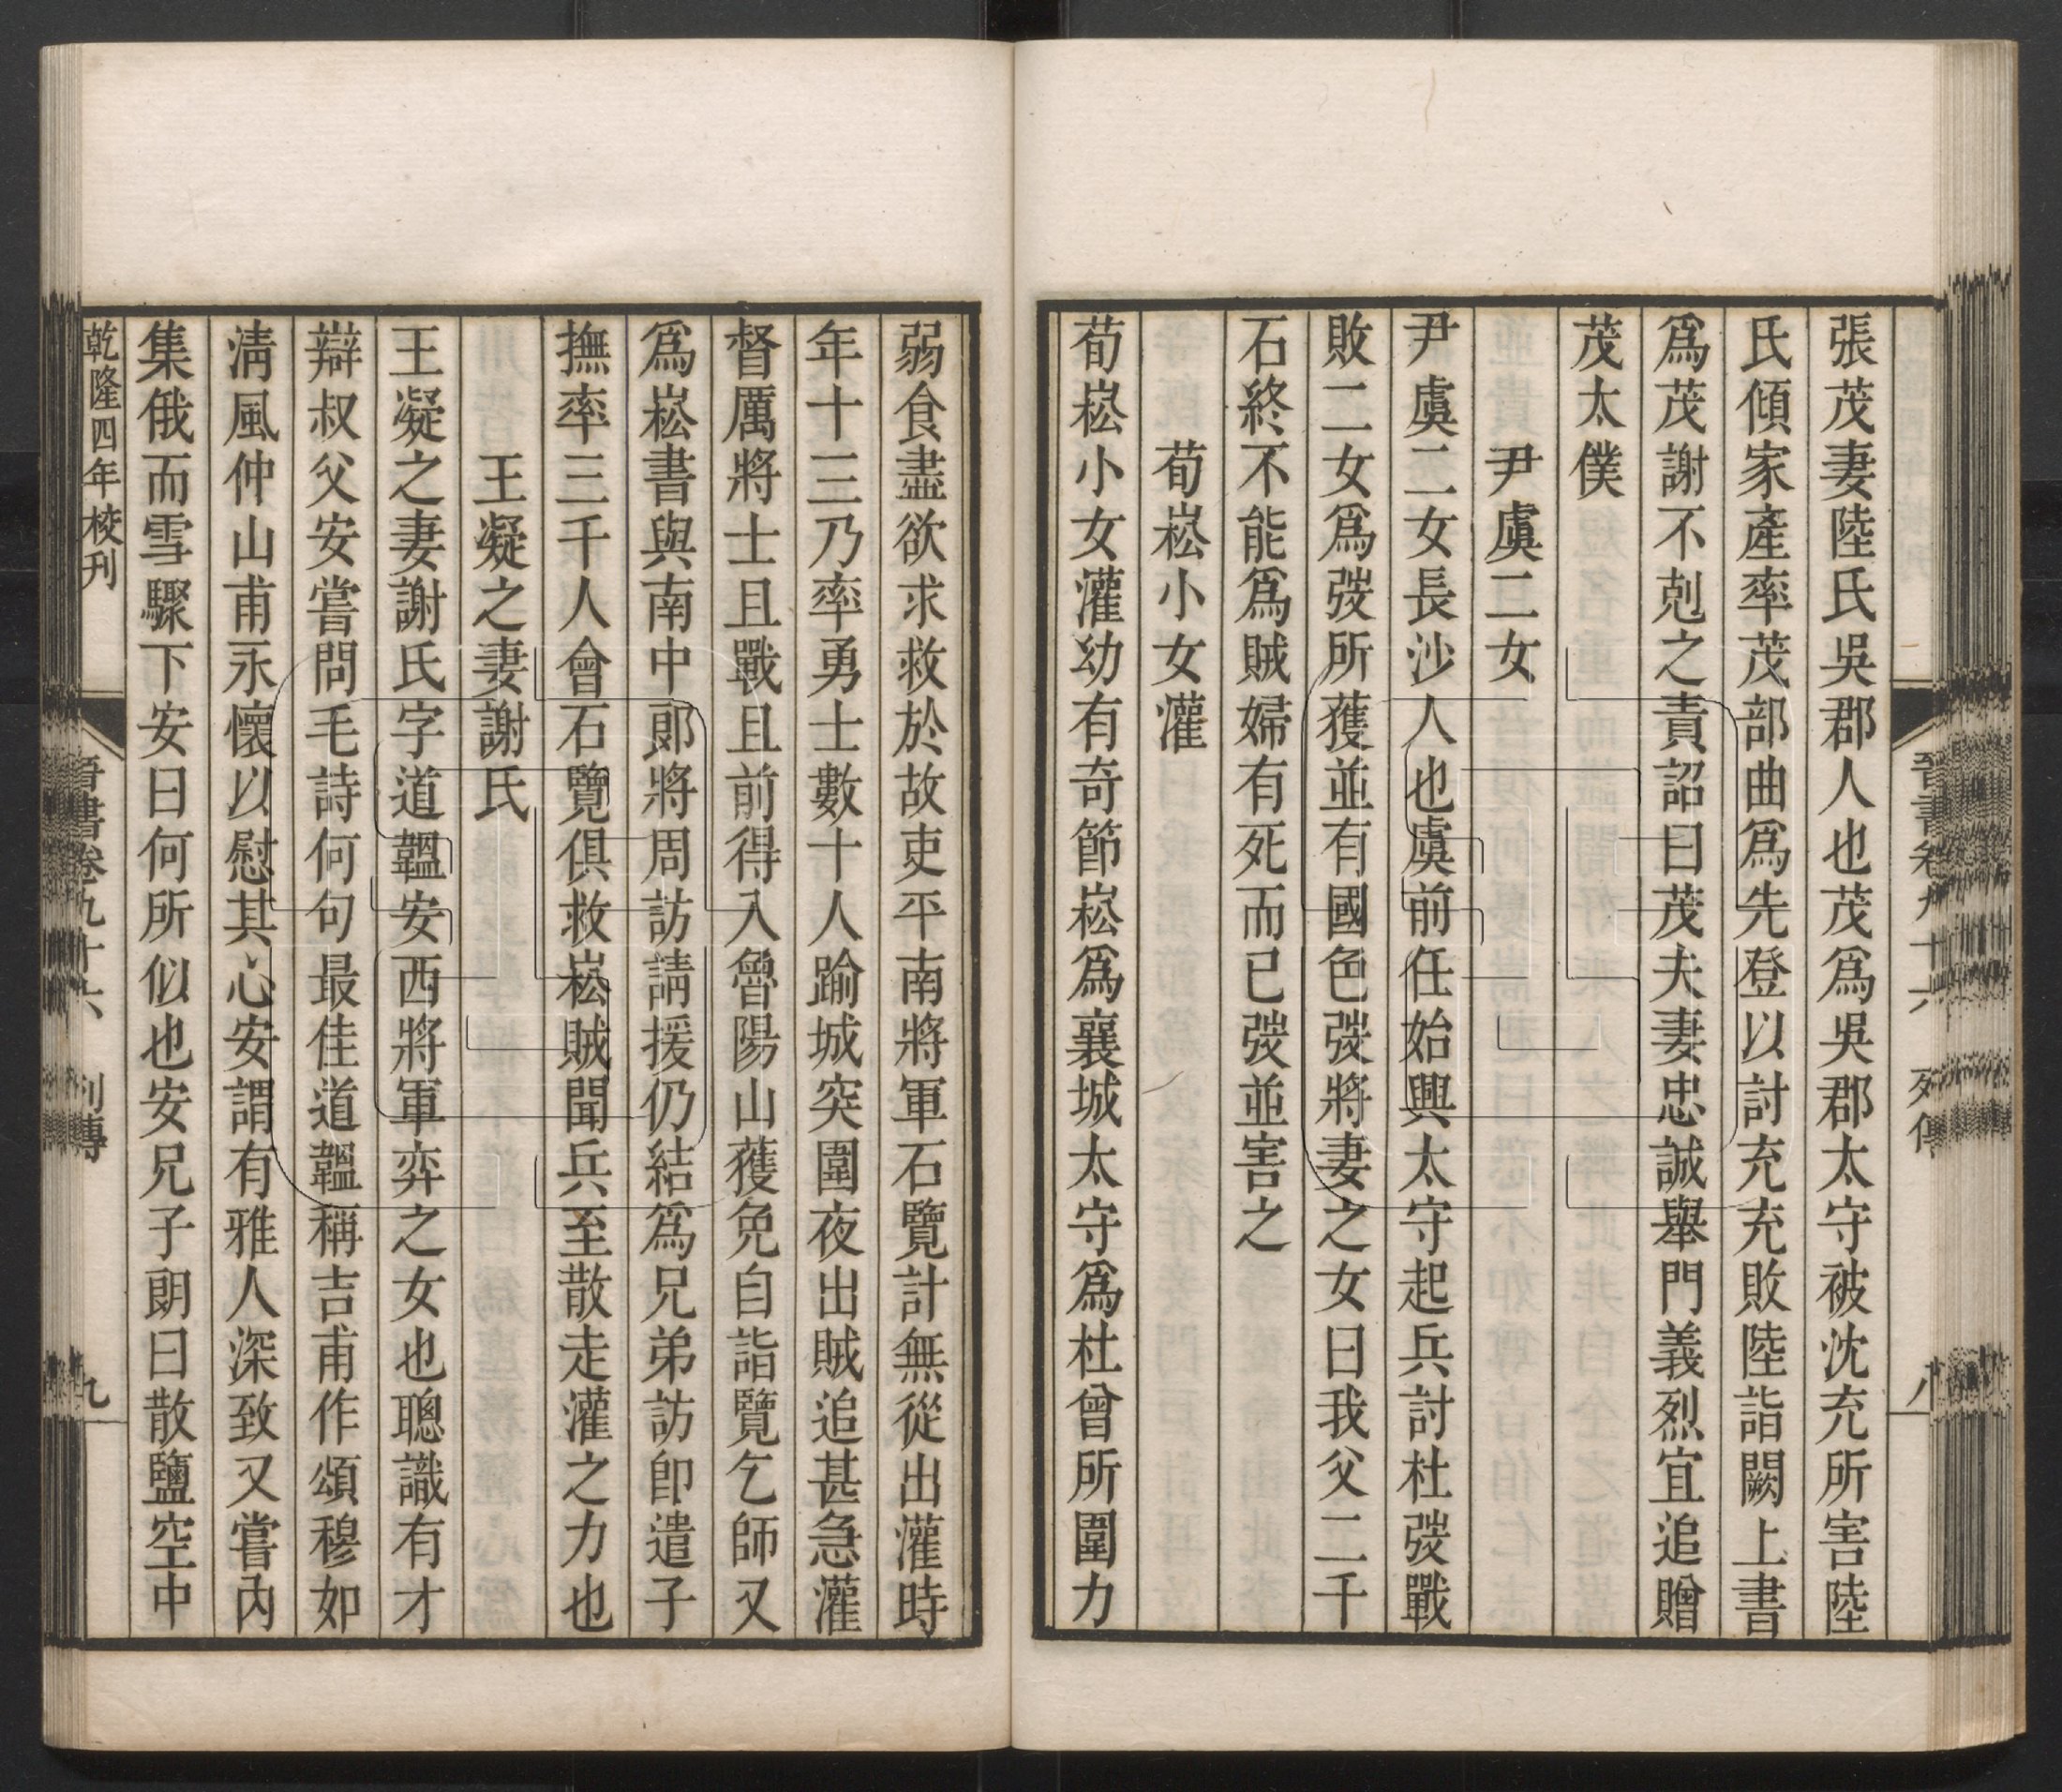 張茂妻陸氏吳郡人也茂爲吳郡太守被沈充所害陸
氏傾家產率茂部曲爲先登以討充充敗陸詣闕上書
爲茂謝不剋之責詔曰茂夫妻忠誠舉門義烈宜追贈
茂太僕
尹虞二女
尹虞二女長沙人也虞前任始興太守起兵討杜弢戰
敗二女爲弢所獲並有國色弢將妻之女曰我父二千
石終不能爲賊婦有死而已弢並害之
荀崧小女灌
荀崧小女灌幼有奇節崧爲襄城太守爲杜曾所圍力
晉書卷九十六 列傳 八
弱食盡欲求救於故吏平南將軍石覽計無從出灌時
年十三乃率勇士數十人踰城突圍夜出賊追甚急灌
督厲將士且戰且前得入魯陽山獲免自詣覽乞師又
爲崧書與南中郎將周訪請援仍結爲兄弟訪卽遣子
撫率三千人會石覽俱救崧賊聞兵至散走灌之力也
王凝之妻謝氏
王凝之妻謝氏字道韞安西將軍弈之女也聰識有才
辯叔父安嘗問毛詩何句最佳道韞稱吉甫作頌穆如
淸風仲山甫永懷以慰其心安謂有雅人深致又嘗內
集俄而雪驟下安曰何所似也安兄子朗曰散鹽空中
乾隆四年校刊
晉書卷九十六 列傳 九